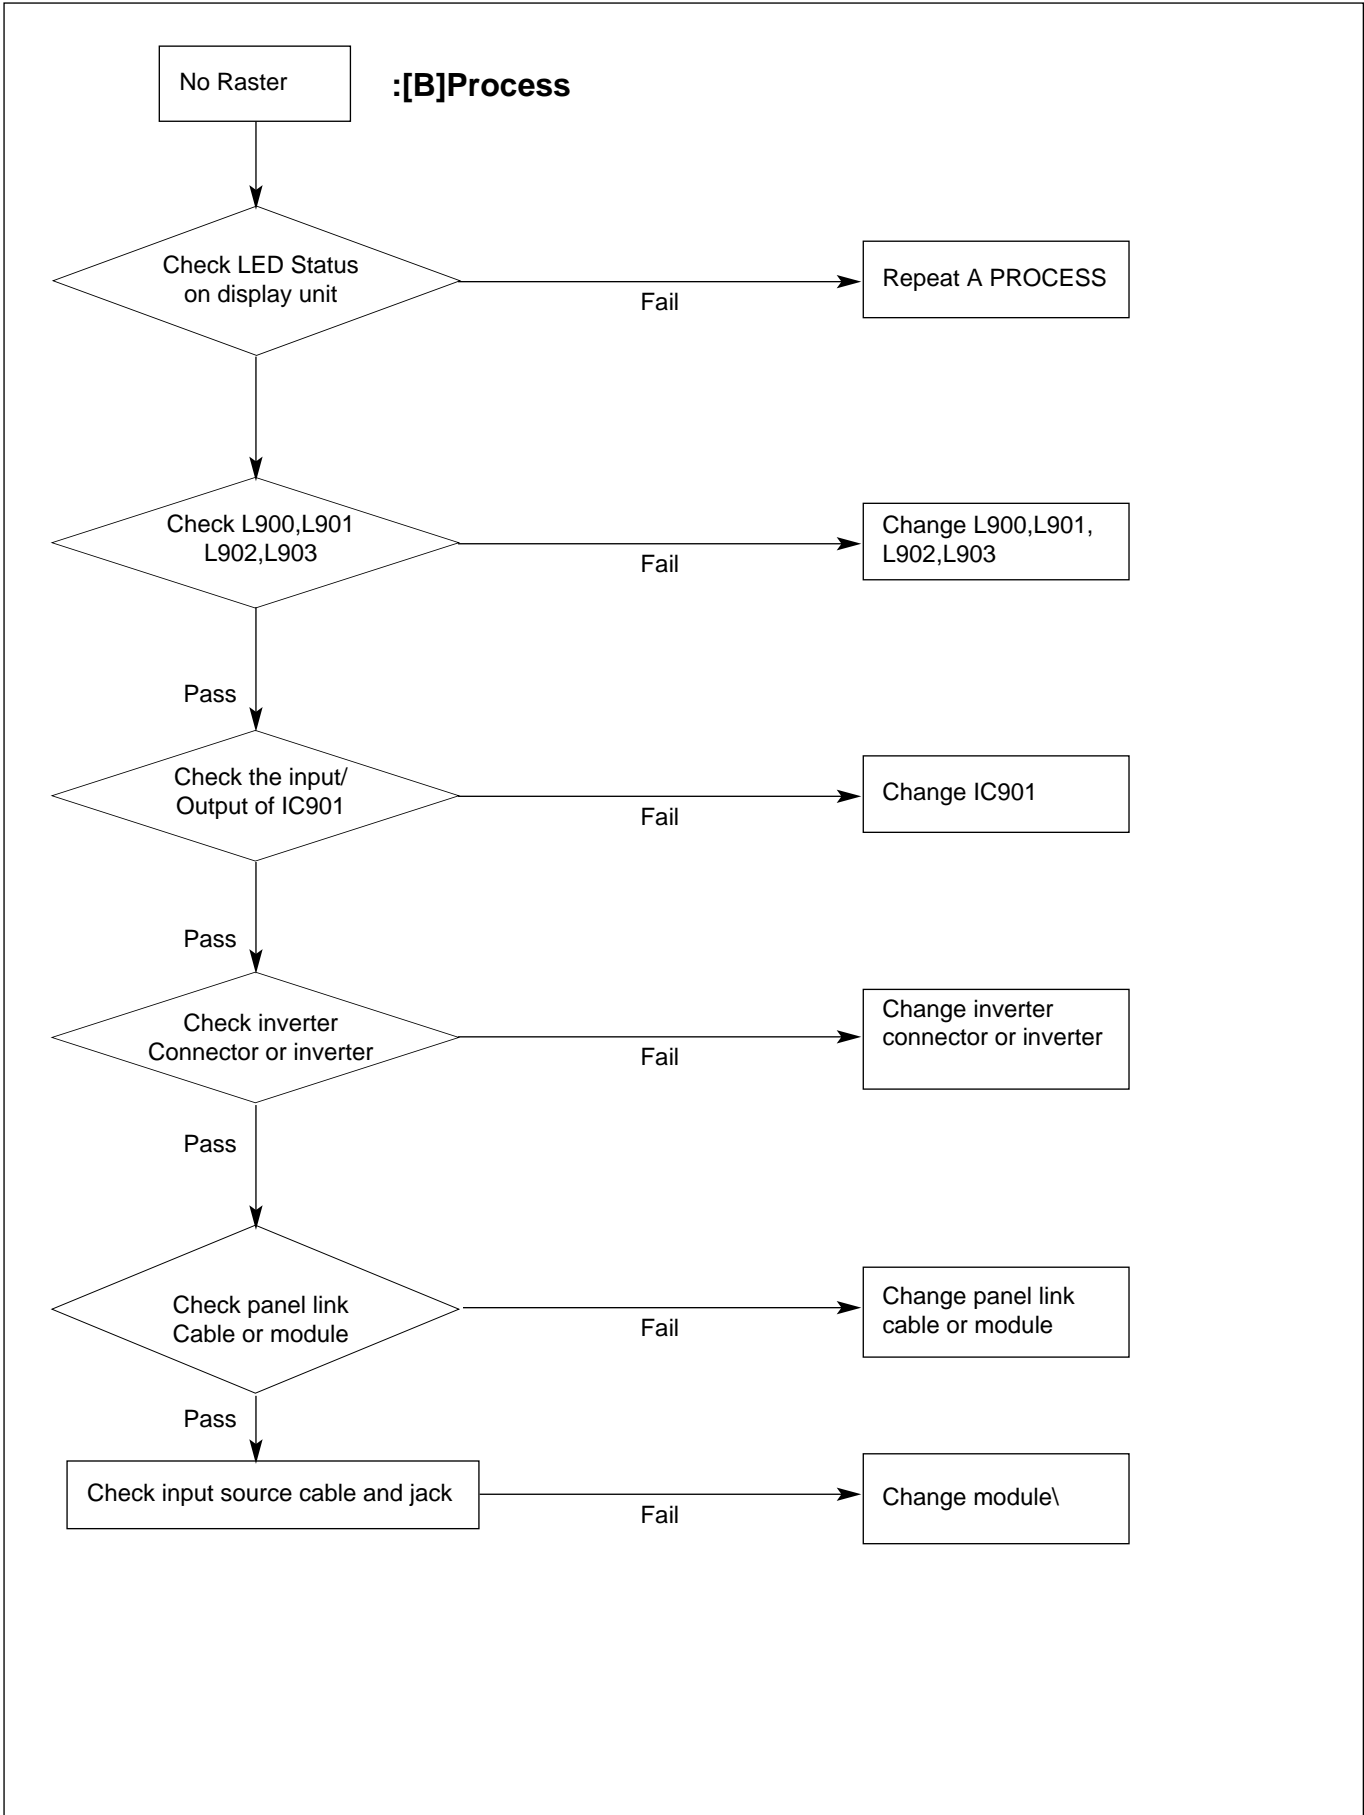 No Raster
:[B]Process
Check LED Status
on display unit
Fail
Repeat A PROCESS
Check L900,L901
L902,L903
Fail
Change L900,L901,
L902,L903
Pass
Check the input/
Output of IC901
Fail
Change IC901
Pass
Check inverter
Connector or inverter
Fail
Change inverter
connector or inverter
Pass
Check panel link
Cable or module
Fail
Change panel link
cable or module
Pass
Check input source cable and jack
Fail
Change module\